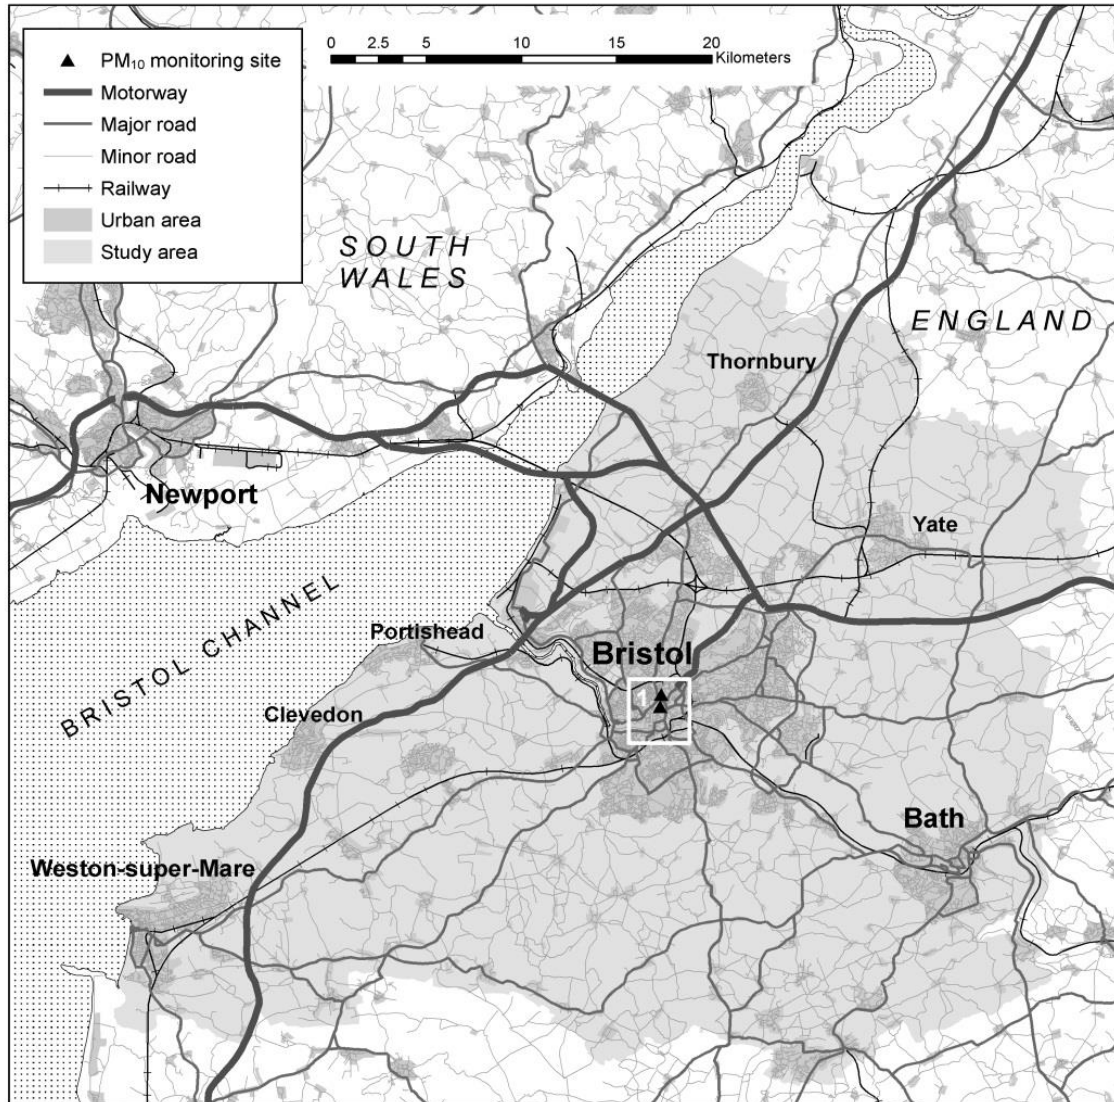 0 2.5 5 10 15 20
Kilometers
PM₁₀ monitoring site
Motorway
Major road
Minor road
Railway
Urban area
Study area
SOUTH
WALES
ENGLAND
Thornbury
Newport
Yate
BRISTOL CHANNEL
Portishead
Bristol
1
Clevedon
Bath
Weston-super-Mare